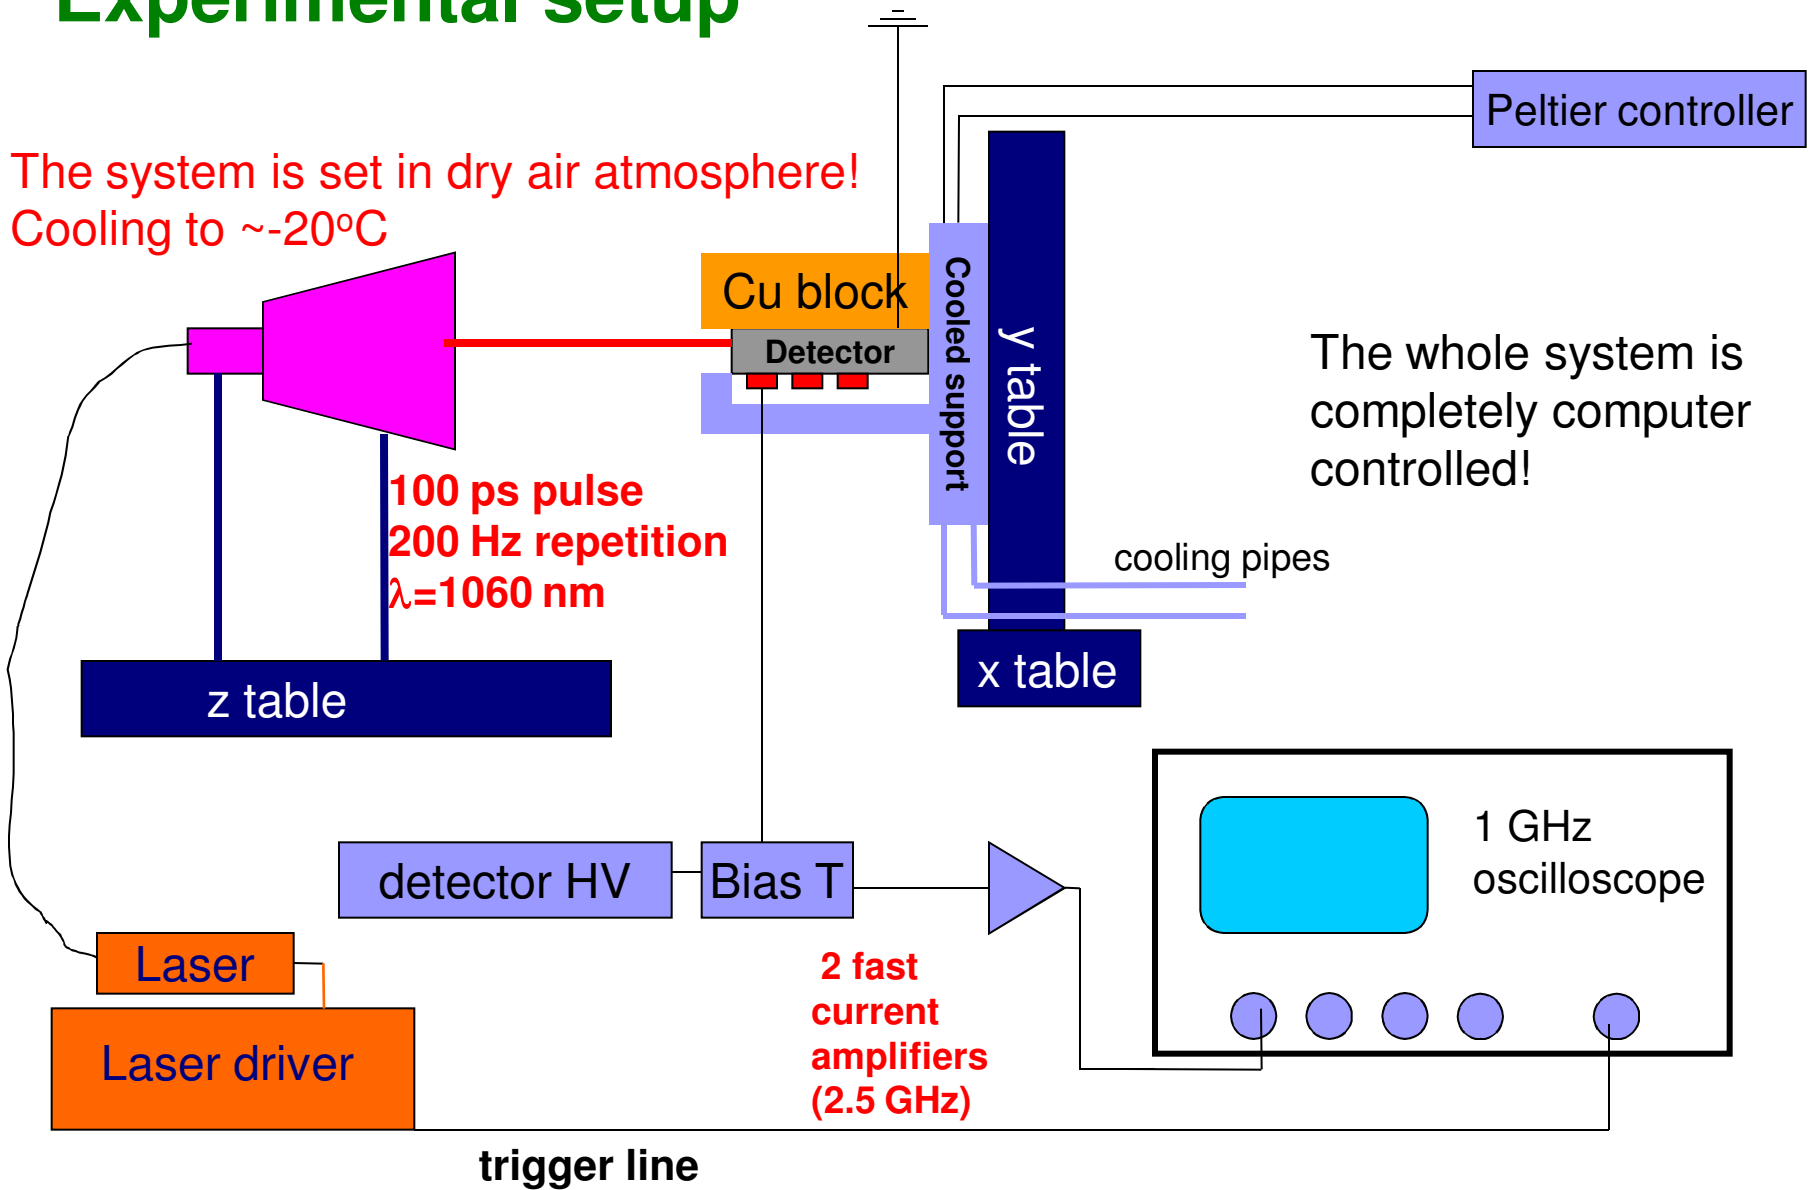 Experimental setup
Peltier controller
The system is set in dry air atmosphere!
Cooling to ~-20ºC
Cu block
Detector
Cooled support
y table
The whole system is
completely computer
controlled!
100 ps pulse
200 Hz repetition
λ=1060 nm
cooling pipes
x table
z table
1 GHz
oscilloscope
detector HV
Bias T
Laser
2 fast
current
amplifiers
(2.5 GHz)
Laser driver
trigger line